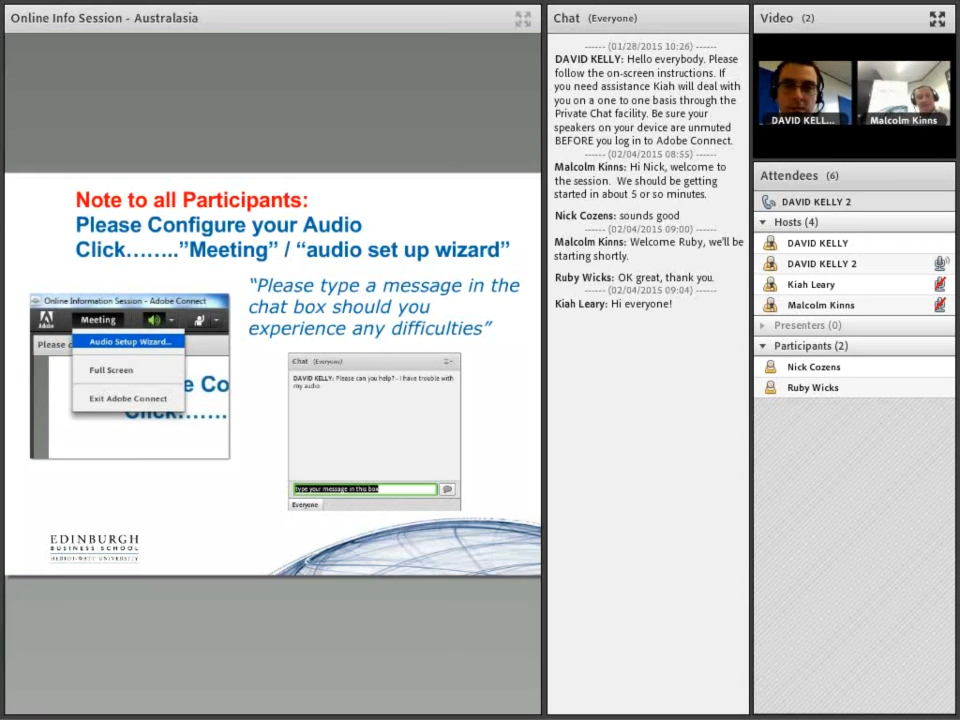 Online Info Session - Australasia
Note to all Participants:
Please Configure your Audio
Click........”Meeting” / “audio set up wizard”
“Please type a message in the
chat box should you
experience any difficulties”
Online Information Session - Adobe Connect
Adobe
Meeting
Please c
Audio Setup Wizard...
Full Screen
Exit Adobe Connect
e Co
Click.......
Chat (Everyone)
DAVID KELLY: Please can you help? - I have trouble with
my audio
type your message in this box
Everyone
EDINBURGH
BUSINESS SCHOOL
HERIOT-WATT UNIVERSITY
Chat (Everyone)
------ (01/28/2015 10:26) ------
DAVID KELLY: Hello everybody. Please
follow the on-screen instructions. If
you need assistance Kiah will deal with
you on a one to one basis through the
Private Chat facility. Be sure your
speakers on your device are unmuted
BEFORE you log in to Adobe Connect.
------ (02/04/2015 08:55) ------
Malcolm Kinns: Hi Nick, welcome to
the session. We should be getting
started in about 5 or so minutes.
Nick Cozens: sounds good
------ (02/04/2015 09:00) ------
Malcolm Kinns: Welcome Ruby, we'll be
starting shortly.
Ruby Wicks: OK great, thank you.
------ (02/04/2015 09:04) ------
Kiah Leary: Hi everyone!
Video (2)
DAVID KELL...
Malcolm Kinns
Attendees (6)
DAVID KELLY 2
Hosts (4)
DAVID KELLY
DAVID KELLY 2
Kiah Leary
Malcolm Kinns
Presenters (0)
Participants (2)
Nick Cozens
Ruby Wicks